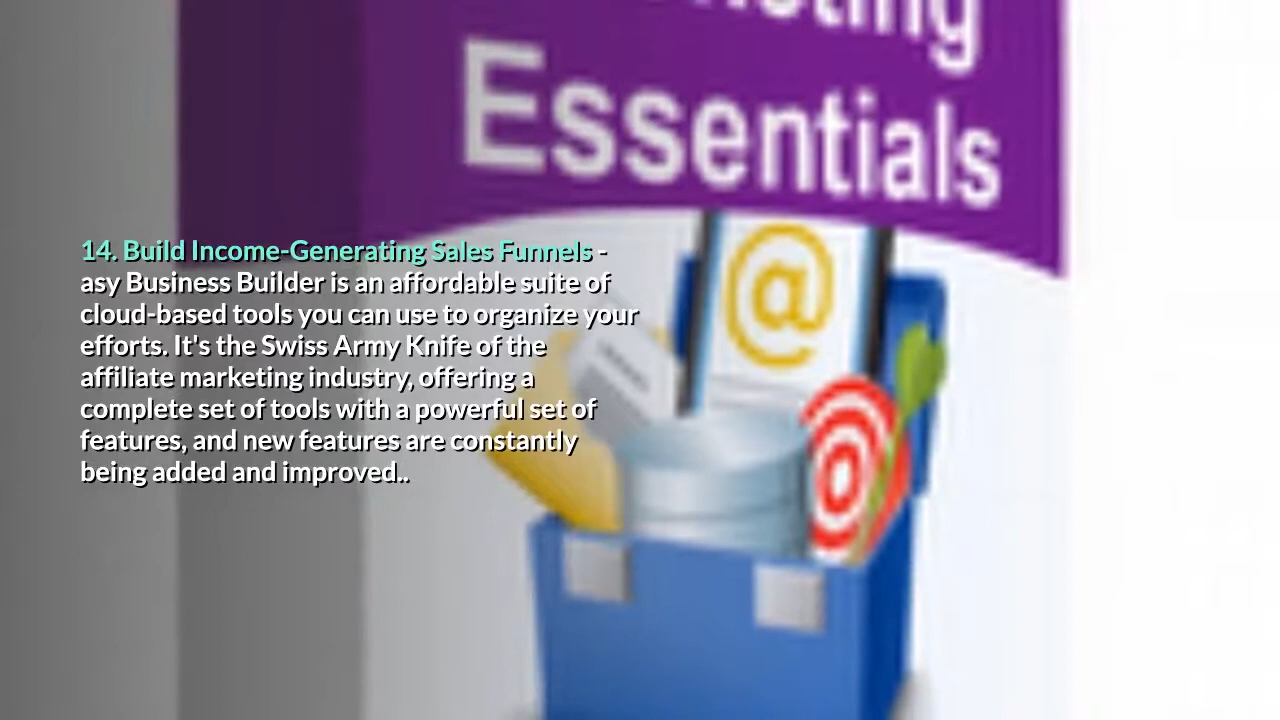 Essentials
14. Build Income-Generating Sales Funnels -
asy Business Builder is an affordable suite of
cloud-based tools you can use to organize your
efforts. It's the Swiss Army Knife of the
affiliate marketing industry, offering a
complete set of tools with a powerful set of
features, and new features are constantly
being added and improved..
@